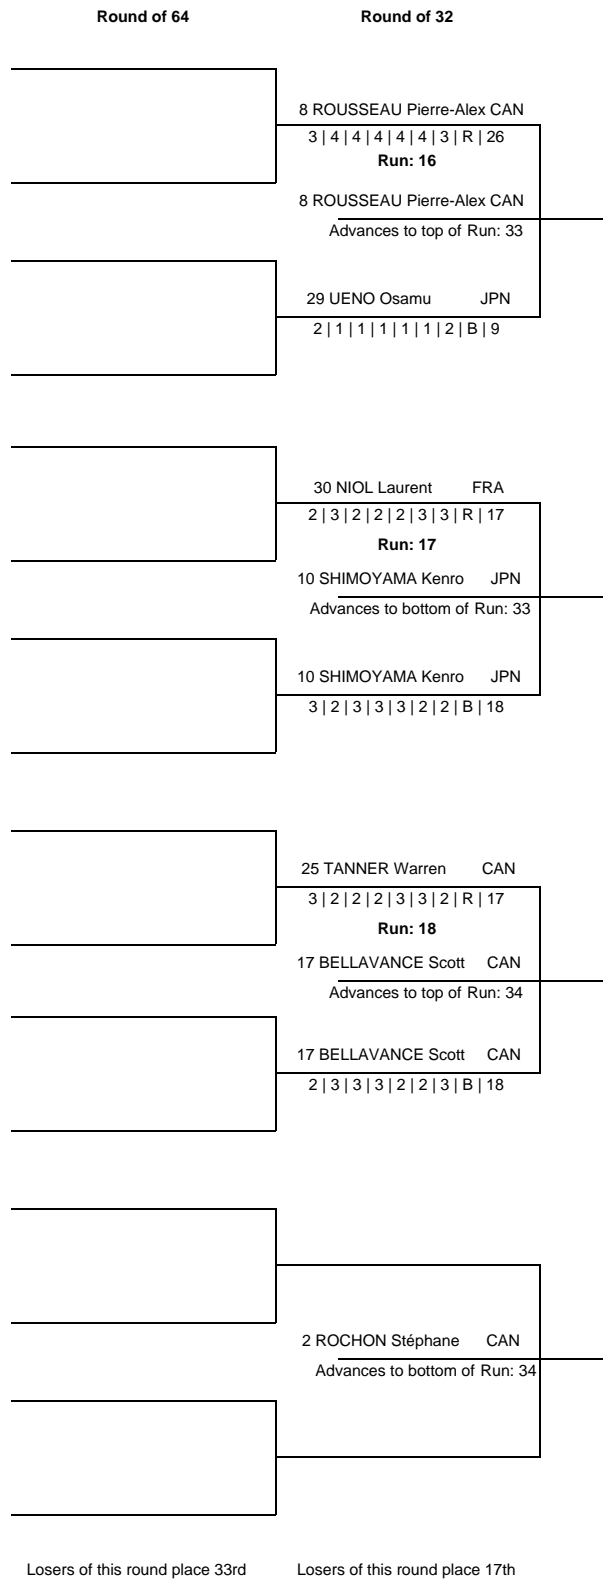 Round of 64 Round of 32
8 ROUSSEAU Pierre-Alex CAN
3 | 4 | 4 | 4 | 4 | 4 | 3 | R | 26
Run: 16
8 ROUSSEAU Pierre-Alex CAN
Advances to top of Run: 33
29 UENO Osamu JPN
2 | 1 | 1 | 1 | 1 | 1 | 2 | B | 9
30 NIOL Laurent FRA
2 | 3 | 2 | 2 | 2 | 3 | 3 | R | 17
Run: 17
10 SHIMOYAMA Kenro JPN
Advances to bottom of Run: 33
10 SHIMOYAMA Kenro JPN
3 | 2 | 3 | 3 | 3 | 2 | 2 | B | 18
25 TANNER Warren CAN
3 | 2 | 2 | 2 | 3 | 3 | 2 | R | 17
Run: 18
17 BELLAVANCE Scott CAN
Advances to top of Run: 34
17 BELLAVANCE Scott CAN
2 | 3 | 3 | 3 | 2 | 2 | 3 | B | 18
2 ROCHON Stéphane CAN
Advances to bottom of Run: 34
Losers of this round place 33rd Losers of this round place 17th